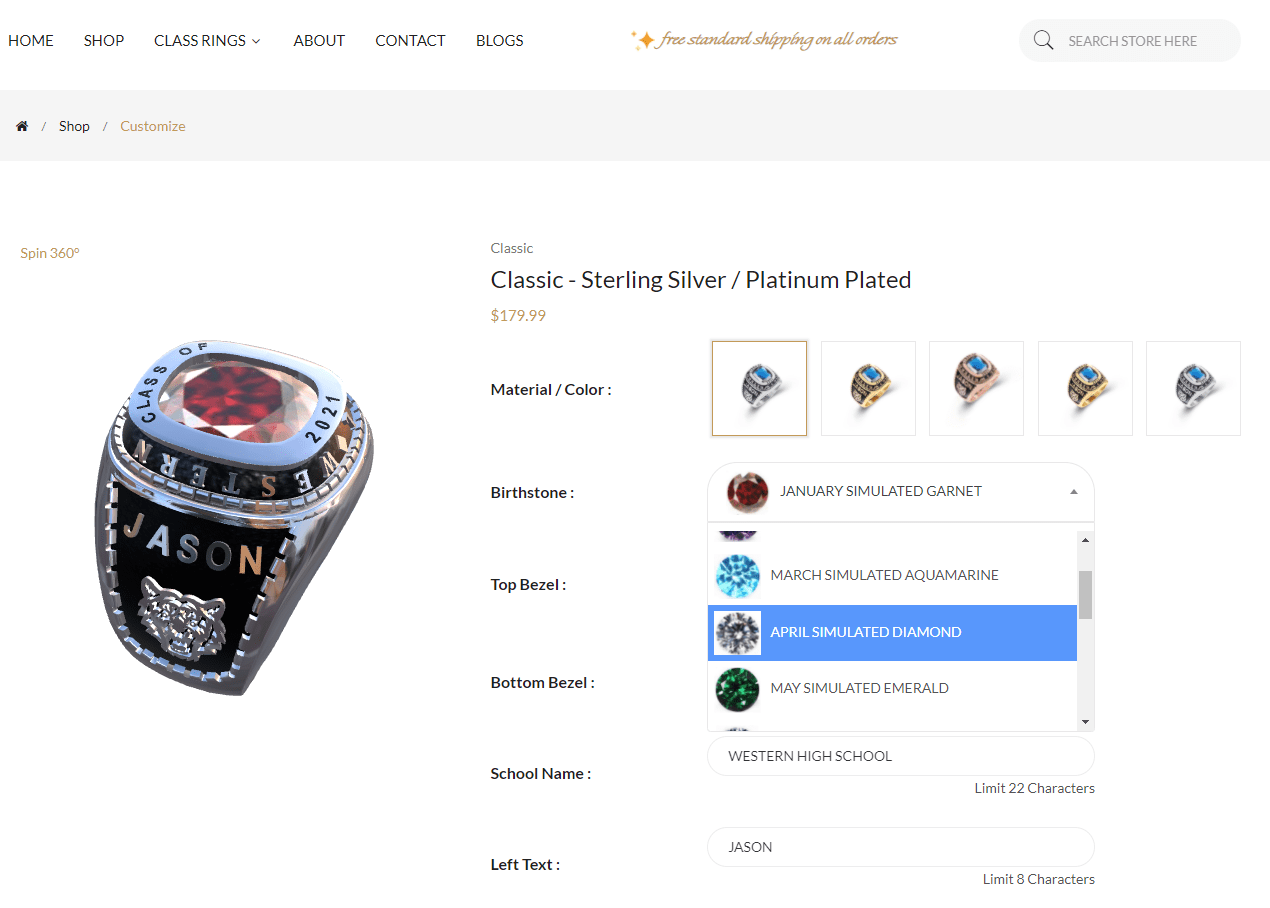 HOME SHOP CLASS RINGS ABOUT CONTACT BLOGS
free standard shipping on all orders
SEARCH STORE HERE
/ Shop / Customize
Spin 360°
Classic
Classic - Sterling Silver / Platinum Plated
$179.99
Material / Color :
Birthstone :
JANUARY SIMULATED GARNET
MARCH SIMULATED AQUAMARINE
APRIL SIMULATED DIAMOND
MAY SIMULATED EMERALD
Top Bezel :
Bottom Bezel :
School Name :
WESTERN HIGH SCHOOL
Limit 22 Characters
Left Text :
JASON
Limit 8 Characters
CLASS OF
2021
WESTERN
JASON